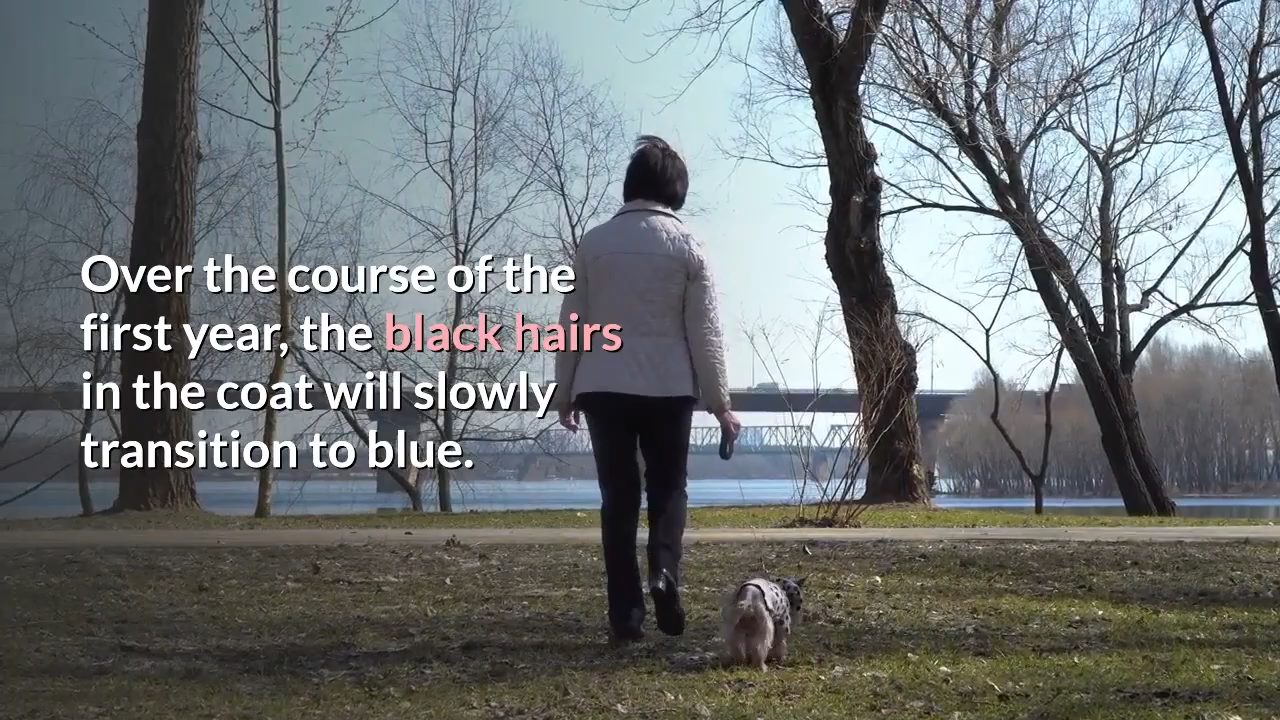 Over the course of the
first year, the black hairs
in the coat will slowly
transition to blue.